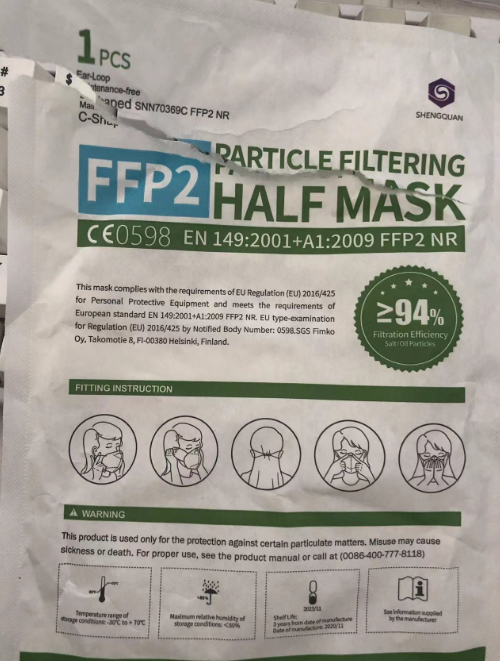 1 PCS
Ear-Loop
SNN70369C FFP2 NR
SHENGQUAN
#
$
3
PARTICLE FILTERING
FFP2 HALF MASK
CE0598 EN 149:2001+A1:2009 FFP2 NR
This mask complies with the requirements of EU Regulation (EU) 2016/425
for Personal Protective Equipment and meets the requirements of
European standard EN 149:2001+A1:2009 FFP2 NR. EU type-examination
for Regulation (EU) 2016/425 by Notified Body Number: 0598.SGS Fimko
Oy, Takomotie 8, FI-00380 Helsinki, Finland.
≥94%
Filtration Efficiency
Salt/Oil Particles
FITTING INSTRUCTION
WARNING
This product is used only for the protection against certain particulate matters. Misuse may cause
sickness or death. For proper use, see the product manual or call at (0086-400-777-8118)
Temperature range of
storage conditions: -30°C to + 70°C
<80%
Maximum relative humidity of
storage conditions: <80%
2023/11
Shelf Life:
3 years from date of manufacture
Date of manufacture: 2020/11
See information supplied
by the manufacturer